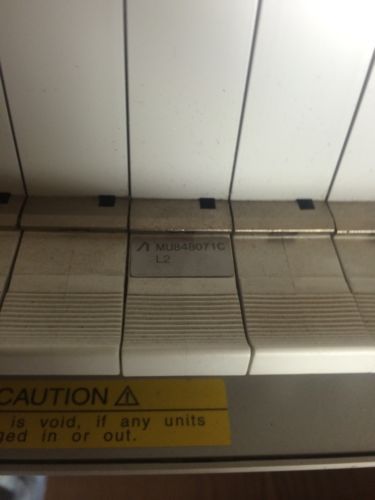 MU848071C
L2
CAUTION
is void, if any units
ged in or out.